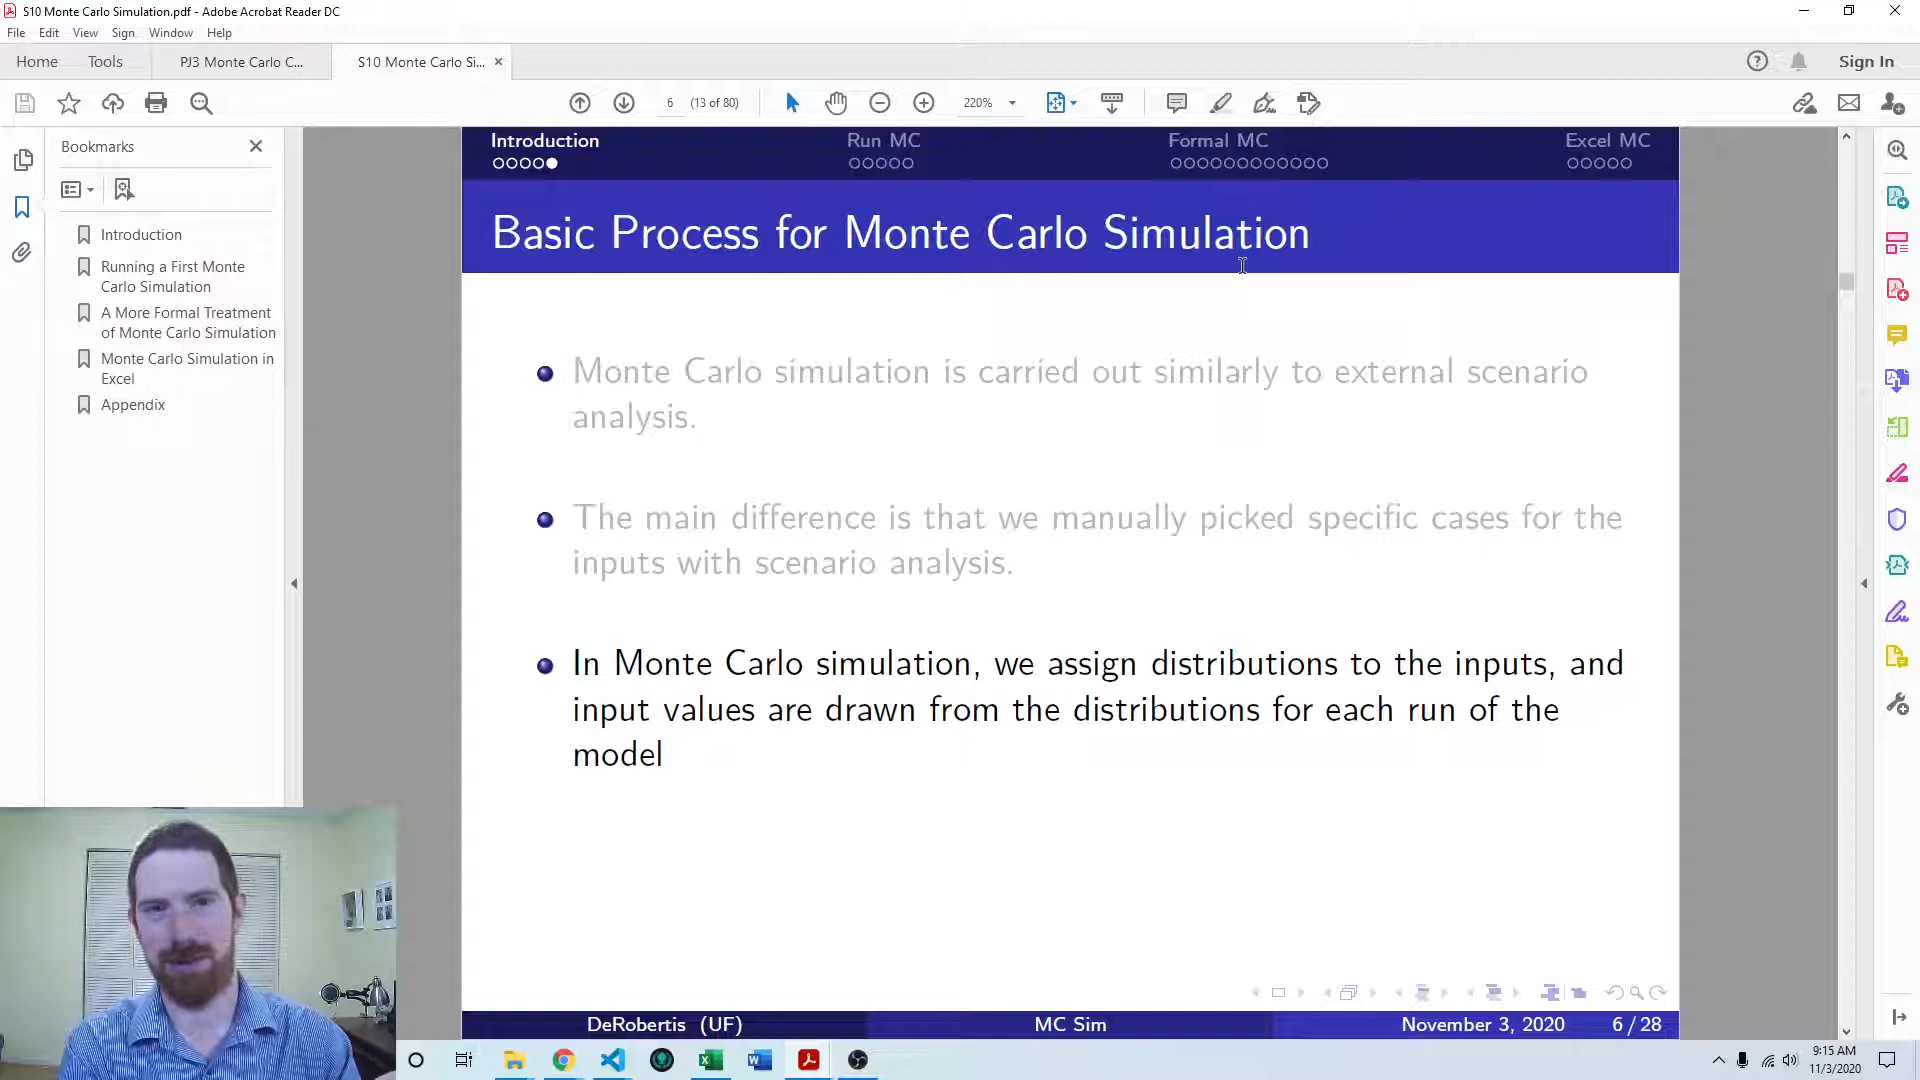 S10 Monte Carlo Simulation.pdf - Adobe Acrobat Reader DC
File Edit View Sign Window Help
Home Tools PJ3 Monte Carlo C... S10 Monte Carlo Si... Sign In
6 (13 of 80) 220%
Bookmarks
Introduction
Running a First Monte
Carlo Simulation
A More Formal Treatment
of Monte Carlo Simulation
Monte Carlo Simulation in
Excel
Appendix
Introduction Run MC Formal MC Excel MC
Basic Process for Monte Carlo Simulation
Monte Carlo simulation is carried out similarly to external scenario
analysis.
The main difference is that we manually picked specific cases for the
inputs with scenario analysis.
In Monte Carlo simulation, we assign distributions to the inputs, and
input values are drawn from the distributions for each run of the
model
DeRobertis (UF) MC Sim November 3, 2020 6 / 28
9:15 AM
11/3/2020